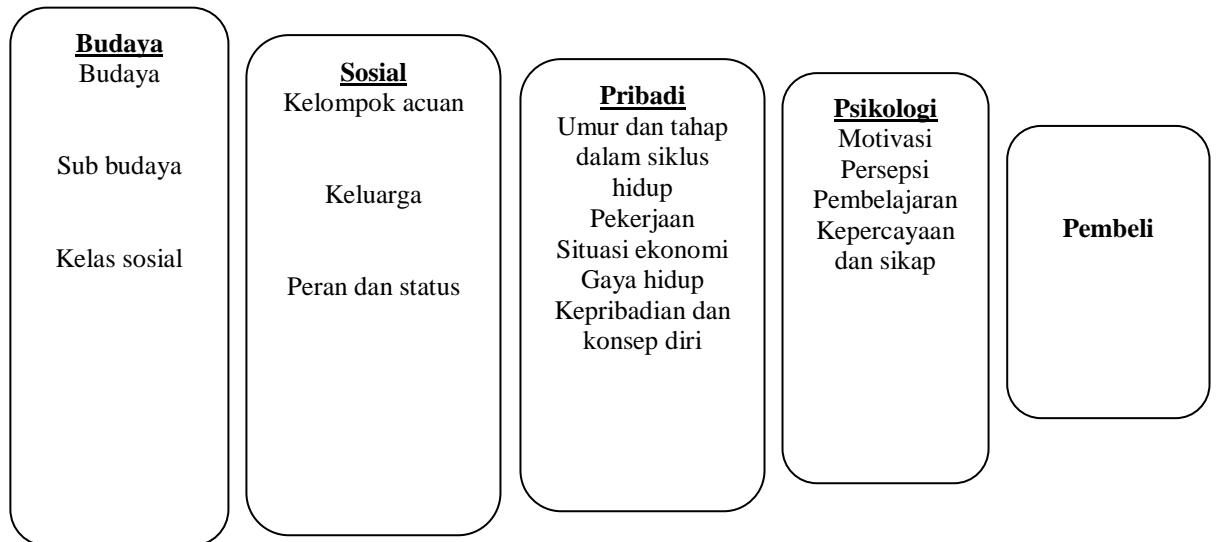 Budaya
Budaya
Sub budaya
Kelas sosial
Sosial
Kelompok acuan
Keluarga
Peran dan status
Pribadi
Umur dan tahap
dalam siklus
hidup
Pekerjaan
Situasi ekonomi
Gaya hidup
Kepribadian dan
konsep diri
Psikologi
Motivasi
Persepsi
Pembelajaran
Kepercayaan
dan sikap
Pembeli